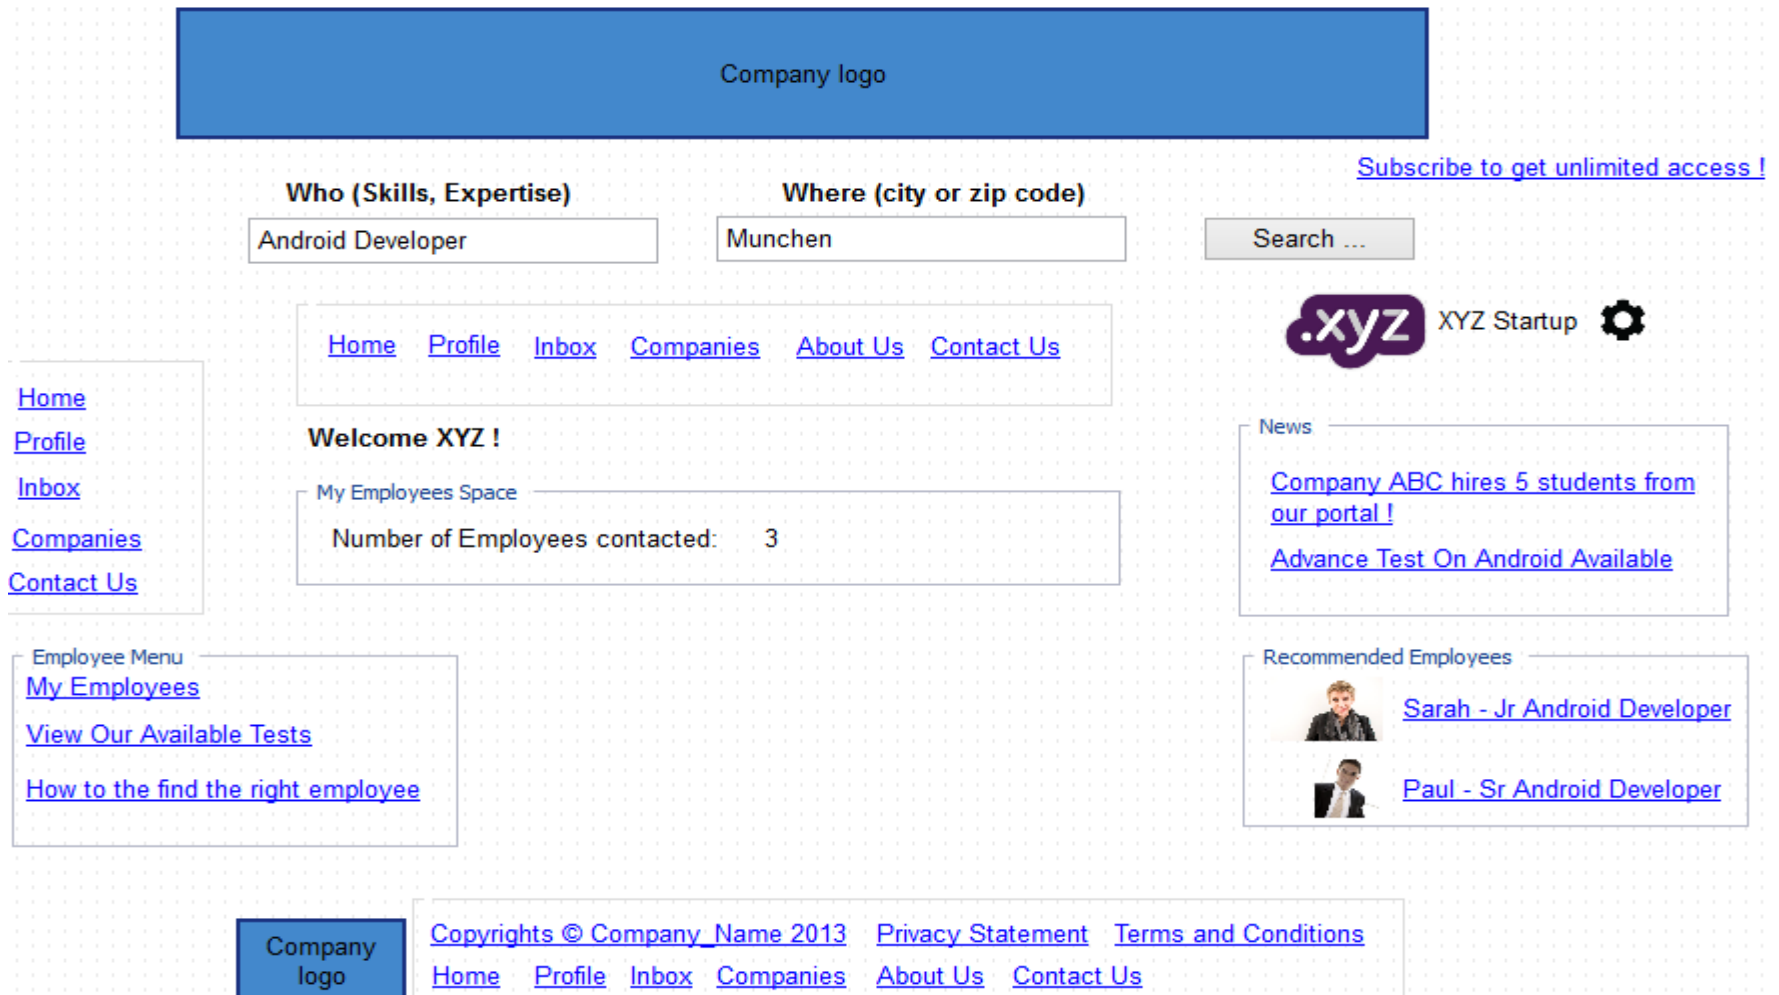 Company logo
Subscribe to get unlimited access !
Who (Skills, Expertise)
Where (city or zip code)
Android Developer
Munchen
Search ...
.xyz
XYZ Startup
Home Profile Inbox Companies About Us Contact Us
Home
Profile
Inbox
Companies
Contact Us
Welcome XYZ !
My Employees Space
Number of Employees contacted: 3
News
Company ABC hires 5 students from
our portal !
Advance Test On Android Available
Employee Menu
My Employees
View Our Available Tests
How to the find the right employee
Recommended Employees
Sarah - Jr Android Developer
Paul - Sr Android Developer
Company
logo
Copyrights © Company_Name 2013 Privacy Statement Terms and Conditions
Home Profile Inbox Companies About Us Contact Us